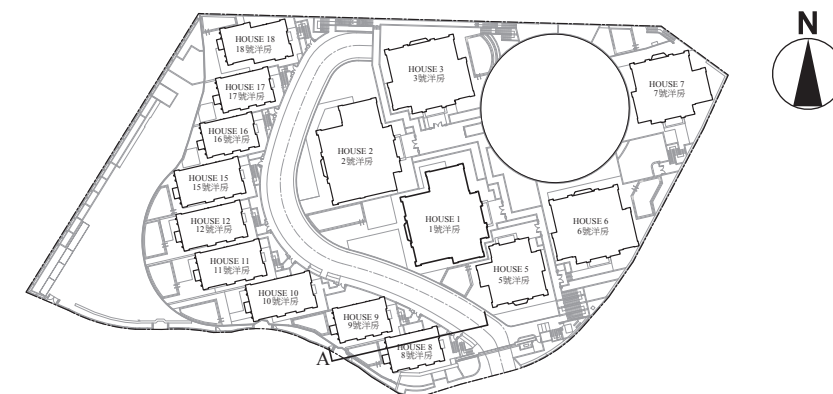 N
HOUSE 18
18號洋房
HOUSE 17
17號洋房
HOUSE 16
16號洋房
HOUSE 15
15號洋房
HOUSE 12
12號洋房
HOUSE 11
11號洋房
HOUSE 10
10號洋房
HOUSE 9
9號洋房
HOUSE 8
8號洋房
HOUSE 3
3號洋房
HOUSE 2
2號洋房
HOUSE 1
1號洋房
HOUSE 5
5號洋房
HOUSE 6
6號洋房
HOUSE 7
7號洋房
A